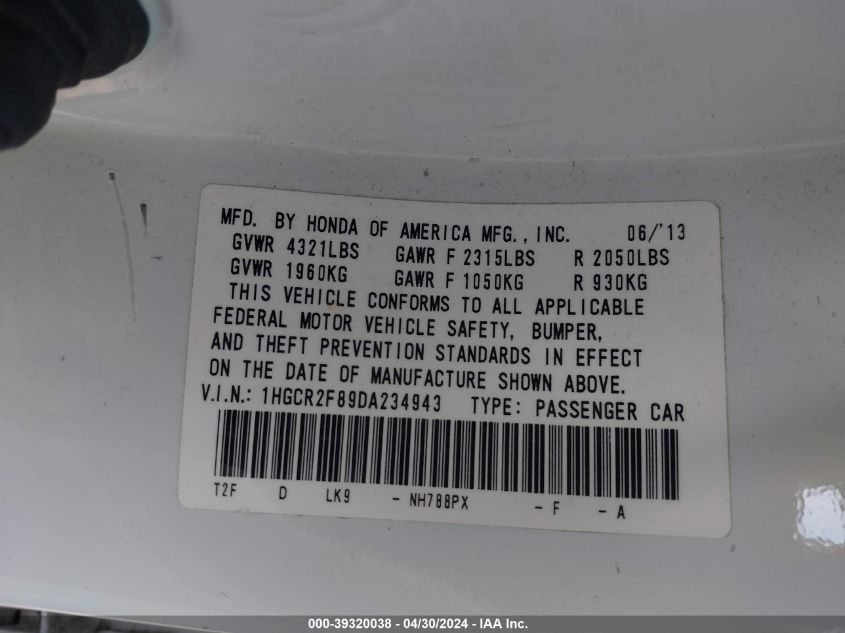 MFD. BY HONDA OF AMERICA MFG., INC. 06/'13
GVWR 4321LBS GAWR F 2315LBS R 2050LBS
GVWR 1960KG GAWR F 1050KG R 930KG
THIS VEHICLE CONFORMS TO ALL APPLICABLE
FEDERAL MOTOR VEHICLE SAFETY, BUMPER,
AND THEFT PREVENTION STANDARDS IN EFFECT
ON THE DATE OF MANUFACTURE SHOWN ABOVE.
V.I.N.: 1HGCR2F89DA234943 TYPE: PASSENGER CAR
T2F D LK9 - NH788PX - F - A
000-39320038 - 04/30/2024 - IAA Inc.